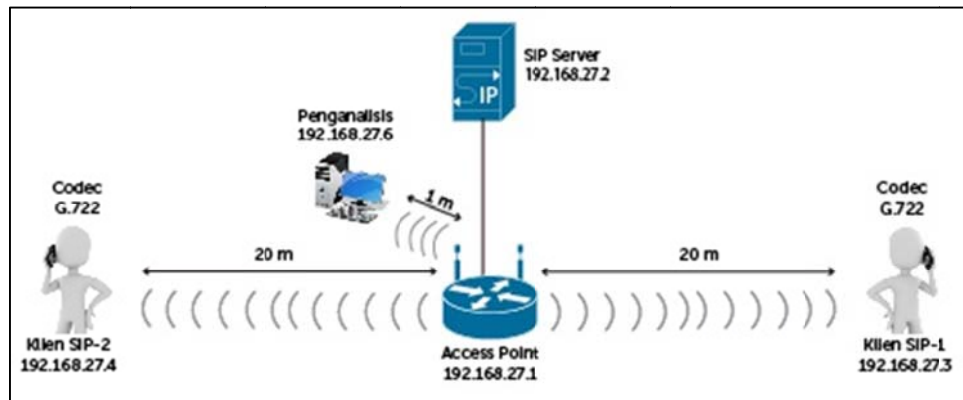 SIP Server
192.168.27.2
IP
Penganalisis
192.168.27.6
1 m
Codec
G.722
Codec
G.722
20 m
20 m
Klien SIP-2
192.168.27.4
Access Point
192.168.27.1
Klien SIP-1
192.168.27.3